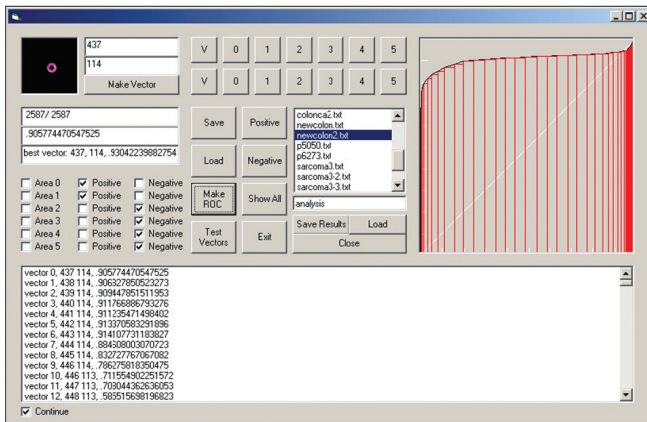 437
114
Make Vector
V 0 1 2 3 4 5
V 0 1 2 3 4 5
2587/ 2587
.905774470547525
best vector: 437, 114, .93042239882754
Area 0 Positive Negative
Area 1 Positive Negative
Area 2 Positive Negative
Area 3 Positive Negative
Area 4 Positive Negative
Area 5 Positive Negative
Save Positive
Load Negative
Make ROC Show All
Test Vectors Exit
colonca2.txt
newcolon.txt
newcolon2.txt
p5050.txt
p6273.txt
sarcoma3.txt
sarcoma3-2.txt
sarcoma3-3.txt
analysis
Save Results Load
Close
vector 0, 437 114, .905774470547525
vector 1, 438 114, .906327850523273
vector 2, 439 114, .909447851511953
vector 3, 440 114, .911766886793276
vector 4, 441 114, .911235471498402
vector 5, 442 114, .913370583291896
vector 6, 443 114, .914107731183827
vector 7, 444 114, .884308003070723
vector 8, 445 114, .832727767067082
vector 9, 446 114, .786275818350475
vector 10, 446 113, .711554902251572
vector 11, 447 113, .703044362636053
vector 12, 448 113, .585515698196823
Continue